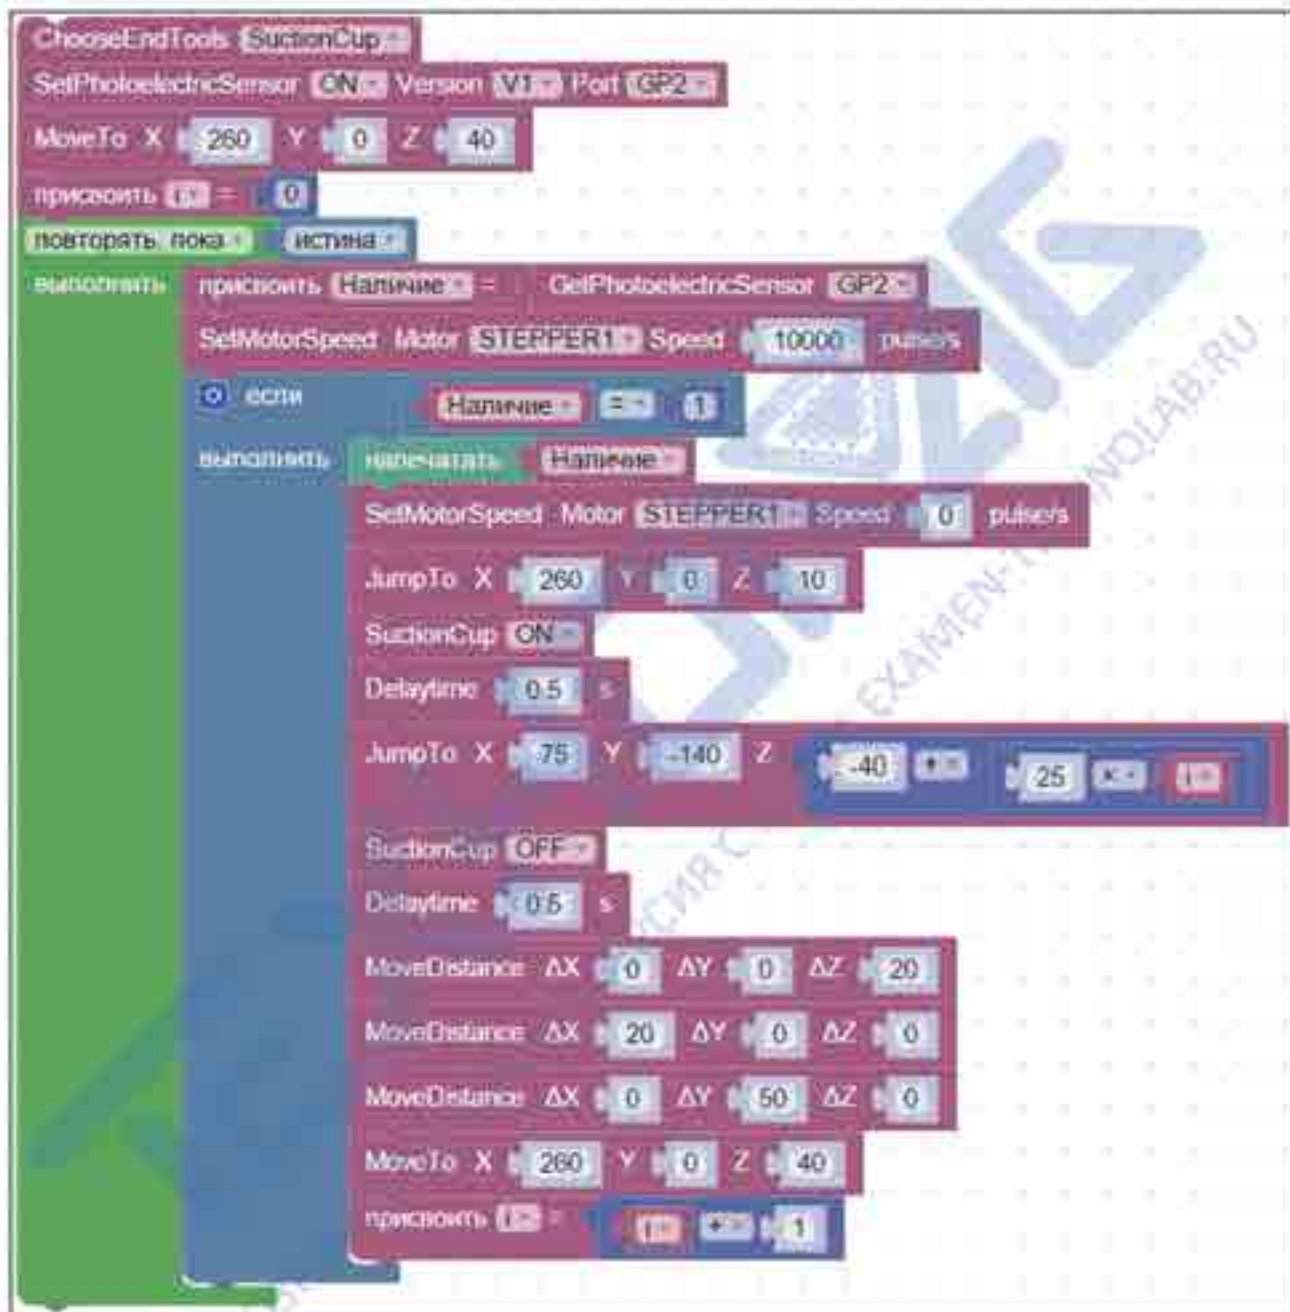 ChooseEndTools SuctionCup
SetPhotoelectricSensor ON Version V1 Port GP2
MoveTo X 260 Y 0 Z 40
присвоить i = 0
повторять, пока истина
выполнить присвоить Наличие = GetPhotoelectricSensor GP2
SetMotorSpeed Motor STEPPER1 Speed 10000 pulse/s
если Наличие = 1
выполнить напечатать Наличие
SetMotorSpeed Motor STEPPER1 Speed 0 pulse/s
JumpTo X 260 Y 0 Z 10
SuctionCup ON
Delaytime 0.5 s
JumpTo X 75 Y -140 Z -40 + 25 × i
SuctionCup OFF
Delaytime 0.5 s
MoveDistance ΔX 0 ΔY 0 ΔZ 20
MoveDistance ΔX 20 ΔY 0 ΔZ 0
MoveDistance ΔX 0 ΔY 50 ΔZ 0
MoveTo X 260 Y 0 Z 40
присвоить i = i + 1